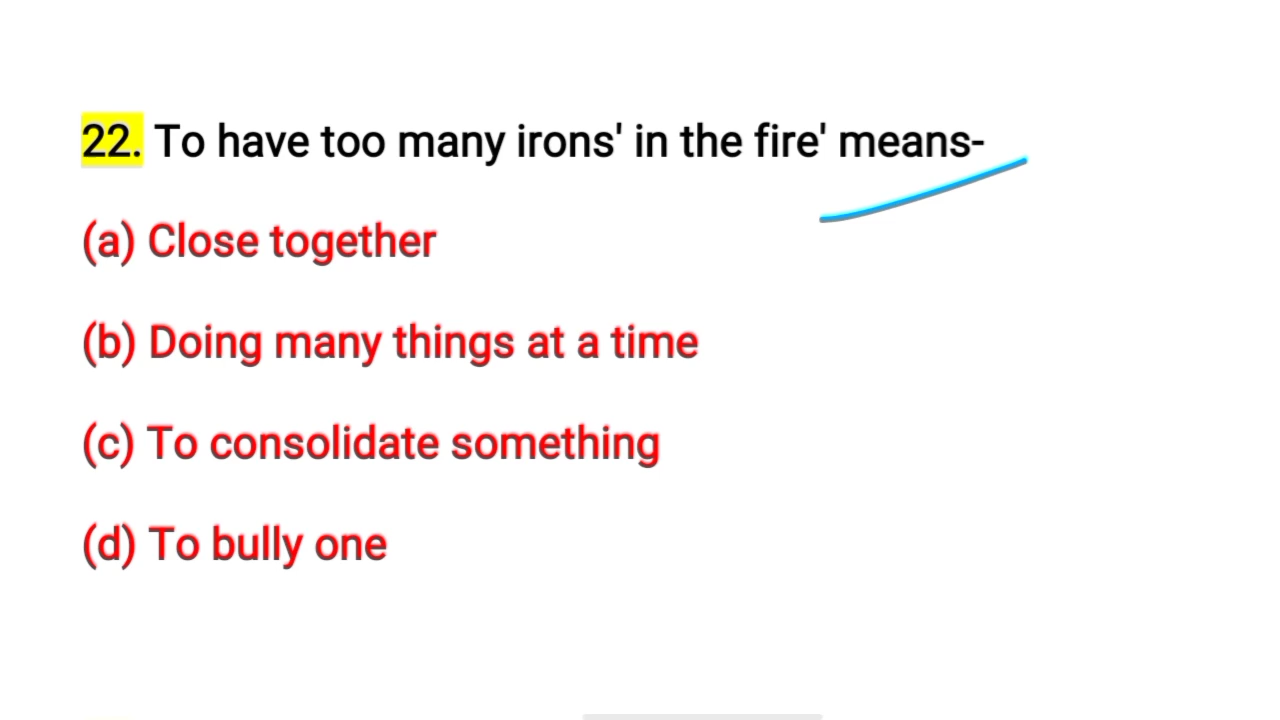 22. To have too many irons' in the fire' means-
(a) Close together
(b) Doing many things at a time
(c) To consolidate something
(d) To bully one